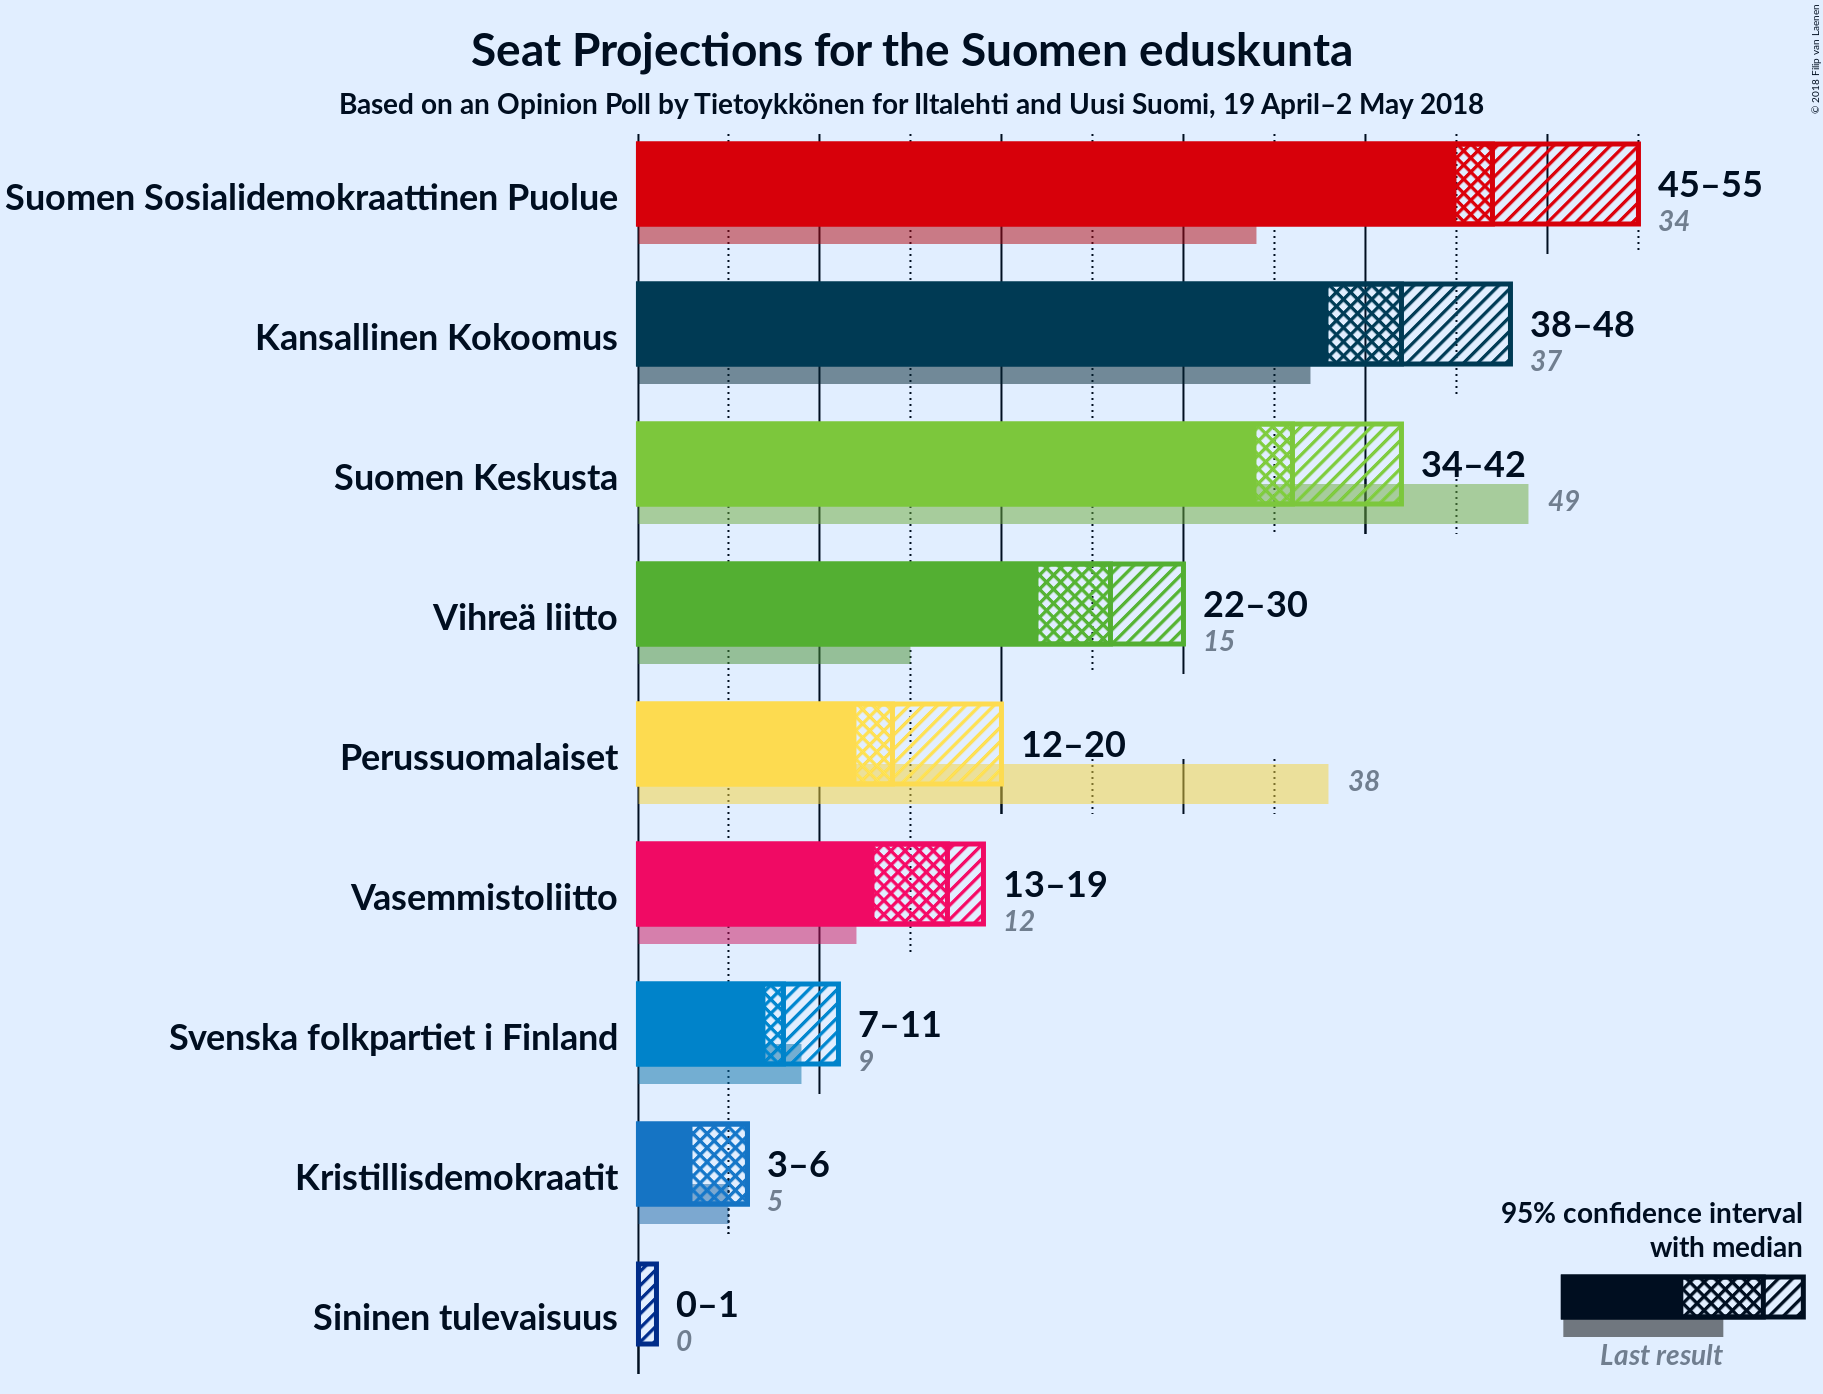 Seat Projections for the Suomen eduskunta
Based on an Opinion Poll by Tietoykkönen for Iltalehti and Uusi Suomi, 19 April–2 May 2018
© 2018 Filip van Laenen
Suomen Sosialidemokraattinen Puolue
45–55
34
Kansallinen Kokoomus
38–48
37
Suomen Keskusta
34–42
49
Vihreä liitto
22–30
15
Perussuomalaiset
12–20
38
Vasemmistoliitto
13–19
12
Svenska folkpartiet i Finland
7–11
9
Kristillisdemokraatit
3–6
5
Sininen tulevaisuus
0–1
0
95% confidence interval
with median
Last result